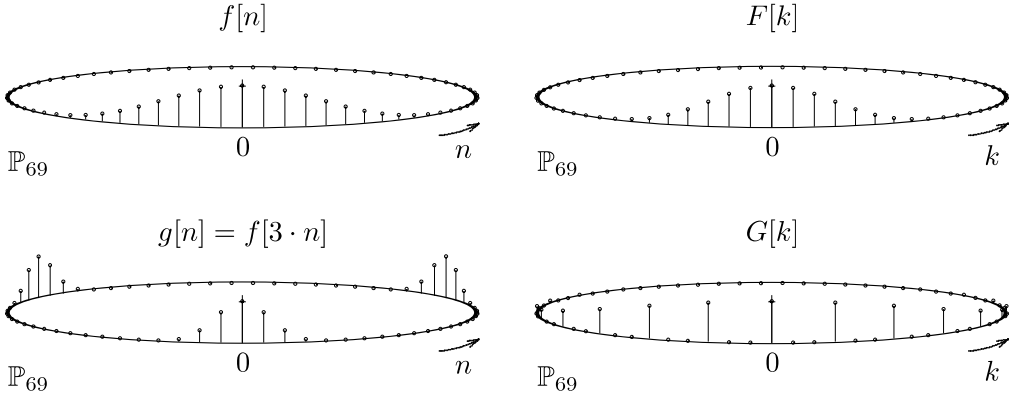 f[n]
F[k]
0
n
0
k
ℙ₆₉
ℙ₆₉
g[n] = f[3 · n]
G[k]
0
n
0
k
ℙ₆₉
ℙ₆₉